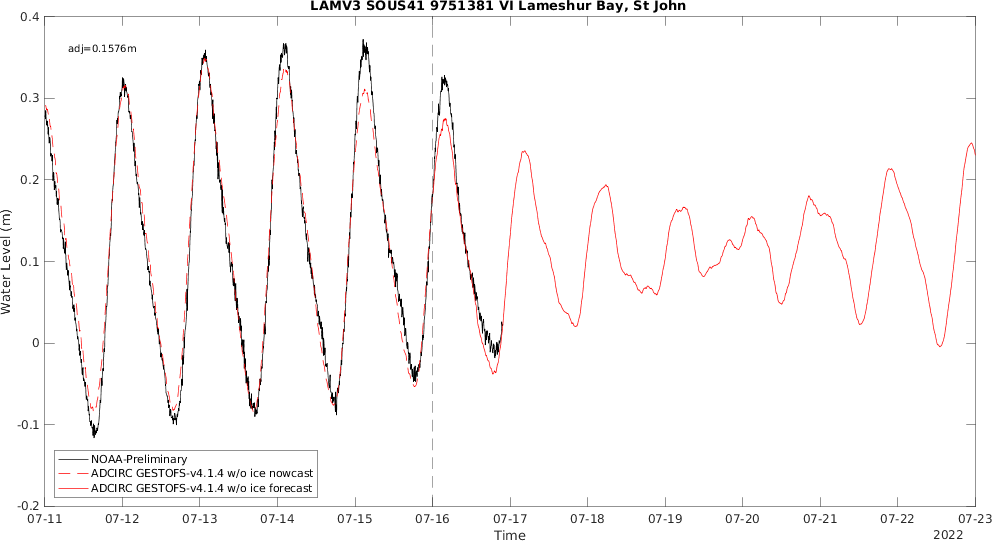 LAMV3 SOUS41 9751381 VI Lameshur Bay, St John
adj=0.1576m
Water Level (m)
0.4
0.3
0.2
0.1
0
-0.1
-0.2
NOAA-Preliminary
ADCIRC GESTOFS-v4.1.4 w/o ice nowcast
ADCIRC GESTOFS-v4.1.4 w/o ice forecast
07-11 07-12 07-13 07-14 07-15 07-16 07-17 07-18 07-19 07-20 07-21 07-22 07-23
Time
2022